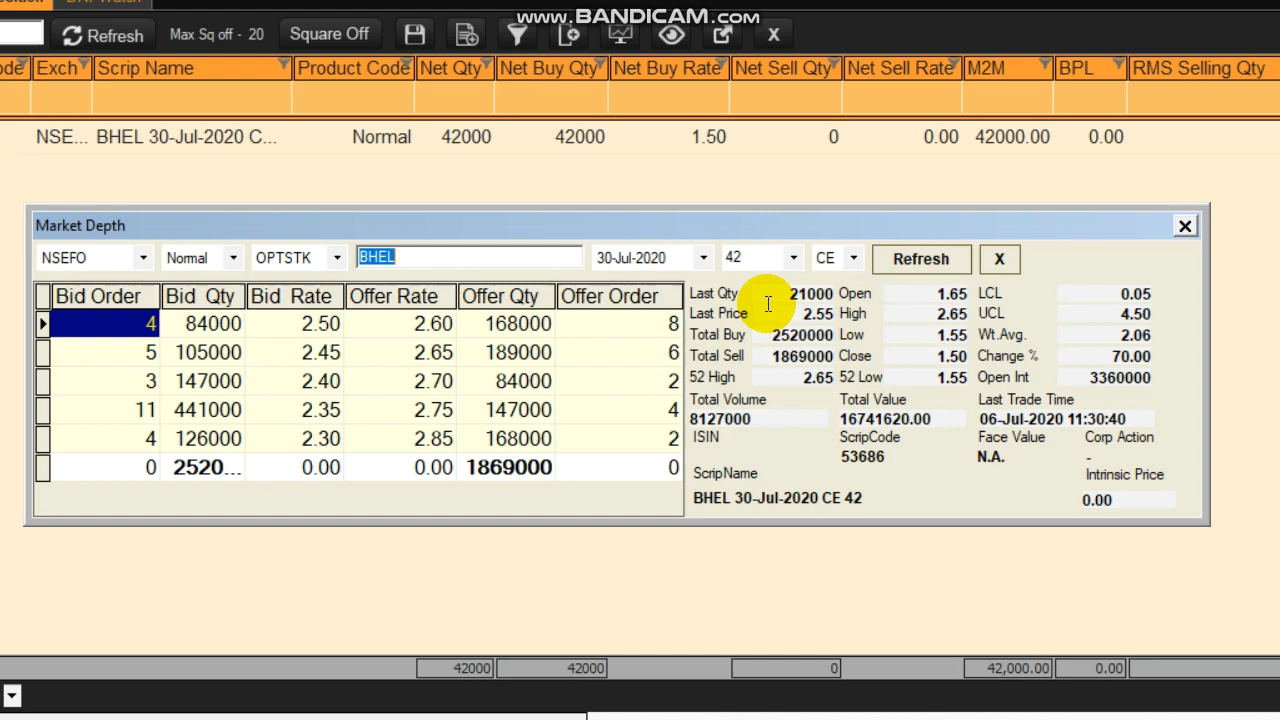 www.BANDICAM.com
Refresh Max Sq off - 20 Square Off X
Exch Scrip Name Product Code Net Qty Net Buy Qty Net Buy Rate Net Sell Qty Net Sell Rate M2M BPL RMS Selling Qty
NSE... BHEL 30-Jul-2020 C... Normal 42000 42000 1.50 0 0.00 42000.00 0.00
Market Depth
NSEFO Normal OPTSTK BHEL 30-Jul-2020 42 CE Refresh X
Bid Order Bid Qty Bid Rate Offer Rate Offer Qty Offer Order
4 84000 2.50 2.60 168000 8
5 105000 2.45 2.65 189000 6
3 147000 2.40 2.70 84000 2
11 441000 2.35 2.75 147000 4
4 126000 2.30 2.85 168000 2
0 2520... 0.00 0.00 1869000 0
Last Qty 21000 Open 1.65 LCL 0.05
Last Price 2.55 High 2.65 UCL 4.50
Total Buy 2520000 Low 1.55 Wt.Avg. 2.06
Total Sell 1869000 Close 1.50 Change % 70.00
52 High 2.65 52 Low 1.55 Open Int 3360000
Total Volume Total Value Last Trade Time
8127000 16741620.00 06-Jul-2020 11:30:40
ISIN ScripCode Face Value Corp Action
53686 N.A. -
ScripName Intrinsic Price
BHEL 30-Jul-2020 CE 42 0.00
42000 42000 0 42,000.00 0.00